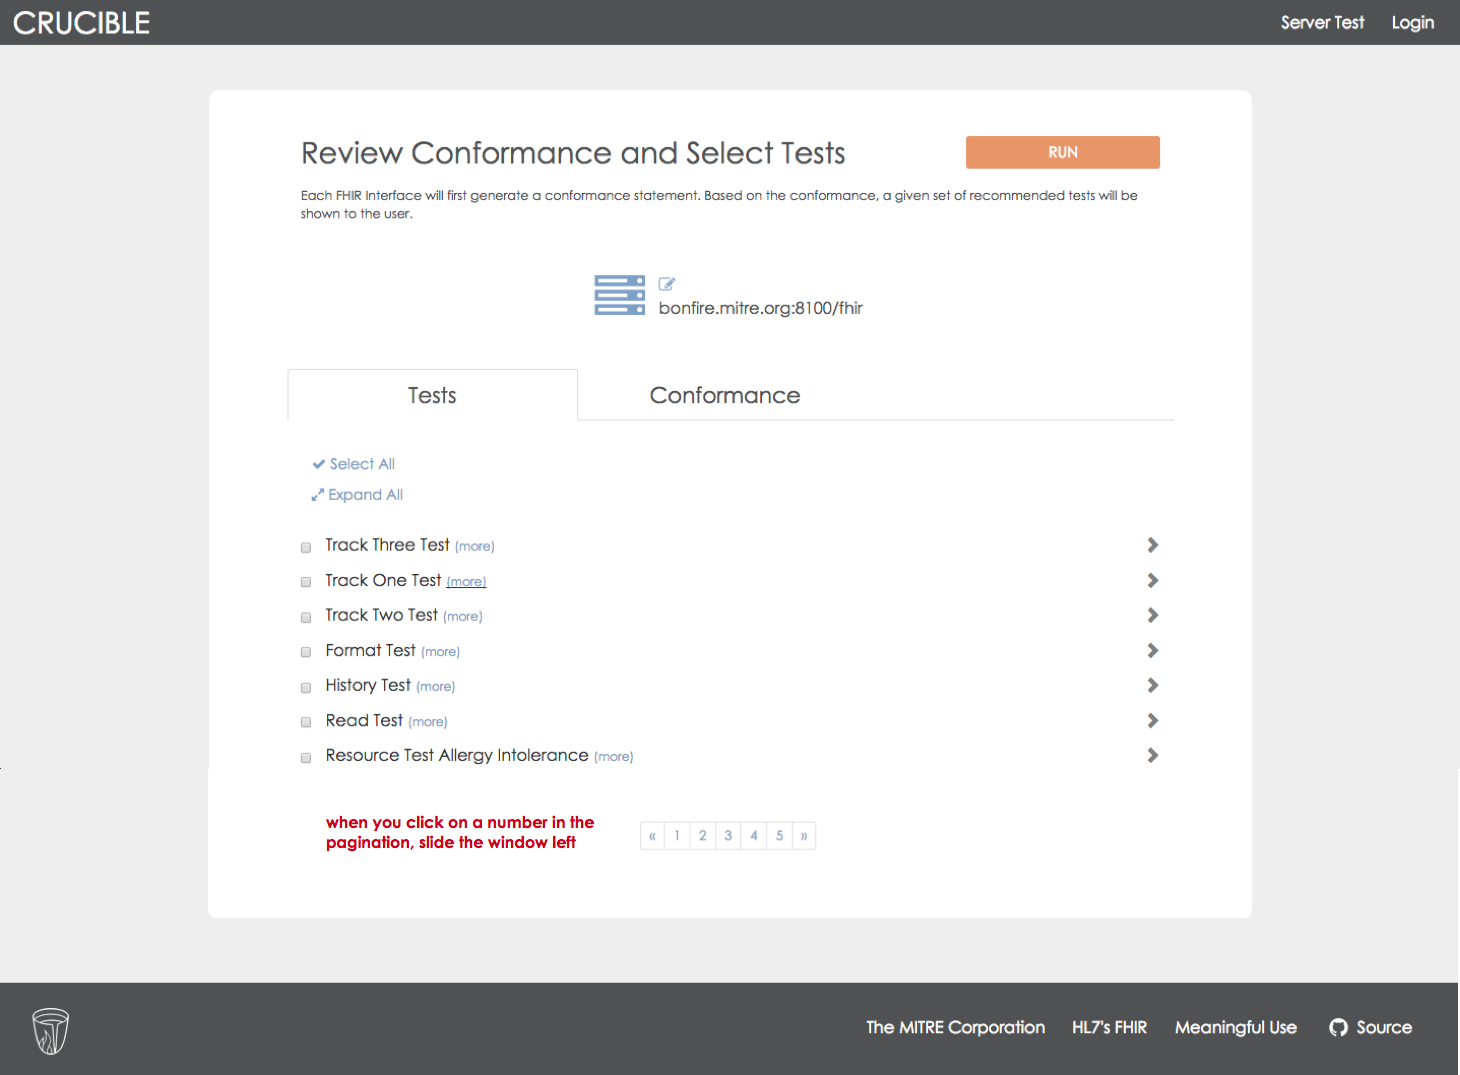 CRUCIBLE
Server Test
Login
Review Conformance and Select Tests
RUN
Each FHIR Interface will first generate a conformance statement. Based on the conformance, a given set of recommended tests will be
shown to the user.
bonfire.mitre.org:8100/fhir
Tests
Conformance
Select All
Expand All
Track Three Test (more)
Track One Test (more)
Track Two Test (more)
Format Test (more)
History Test (more)
Read Test (more)
Resource Test Allergy Intolerance (more)
when you click on a number in the
pagination, slide the window left
« 1 2 3 4 5 »
The MITRE Corporation
HL7's FHIR
Meaningful Use
Source